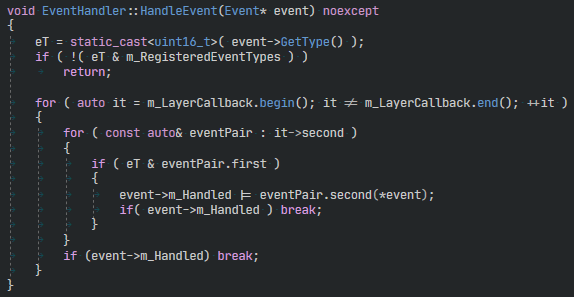 void EventHandler::HandleEvent(Event* event) noexcept
{
eT = static_cast<uint16_t>( event->GetType() );
if ( !( eT & m_RegisteredEventTypes ) )
return;
for ( auto it = m_LayerCallback.begin(); it != m_LayerCallback.end(); ++it )
{
for ( const auto& eventPair : it->second )
{
if ( eT & eventPair.first )
{
event->m_Handled |= eventPair.second(*event);
if( event->m_Handled ) break;
}
}
if (event->m_Handled) break;
}
}